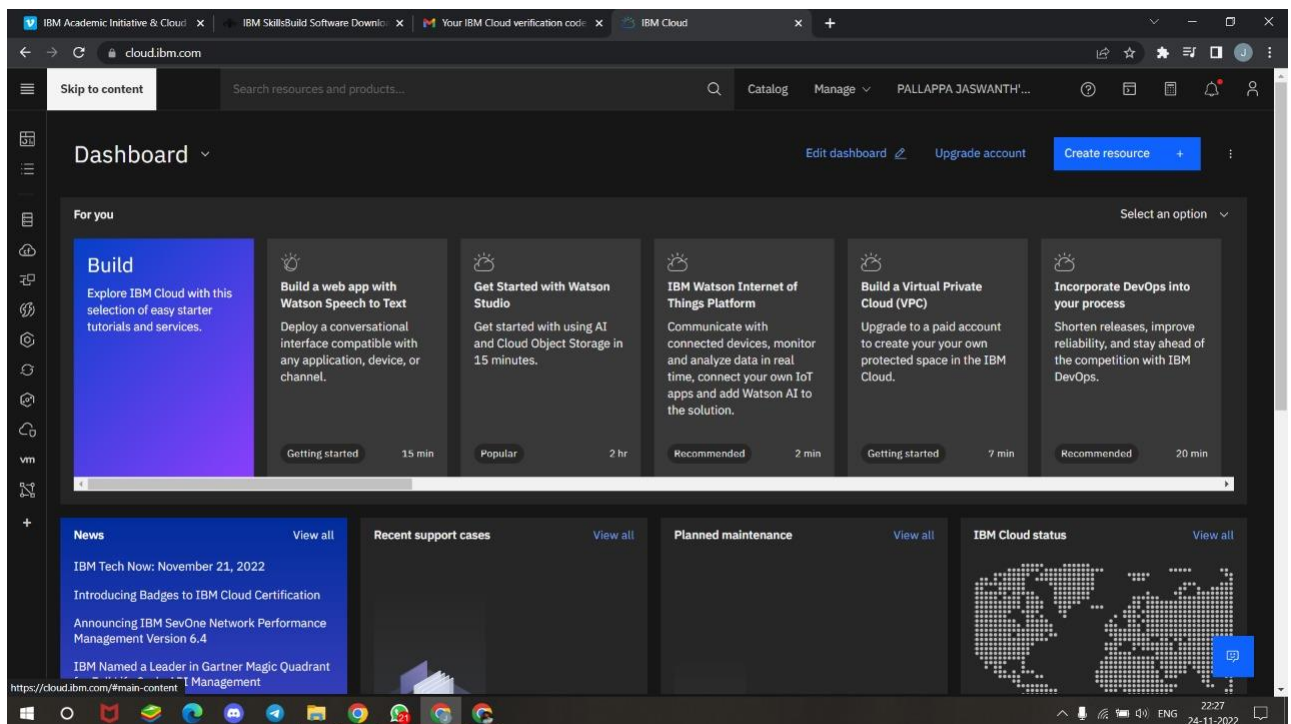 IBM Academic Initiative & Cloud
IBM SkillsBuild Software Downlo
Your IBM Cloud verification code
IBM Cloud
cloud.ibm.com
J
Skip to content
Search resources and products...
Catalog
Manage
PALLAPPA JASWANTH'...
Dashboard
Edit dashboard
Upgrade account
Create resource +
For you
Select an option
Build
Explore IBM Cloud with this
selection of easy starter
tutorials and services.
Build a web app with
Watson Speech to Text
Deploy a conversational
interface compatible with
any application, device, or
channel.
Getting started 15 min
Get Started with Watson
Studio
Get started with using AI
and Cloud Object Storage in
15 minutes.
Popular 2 hr
IBM Watson Internet of
Things Platform
Communicate with
connected devices, monitor
and analyze data in real
time, connect your own IoT
apps and add Watson AI to
the solution.
Recommended 2 min
Build a Virtual Private
Cloud (VPC)
Upgrade to a paid account
to create your your own
protected space in the IBM
Cloud.
Getting started 7 min
Incorporate DevOps into
your process
Shorten releases, improve
reliability, and stay ahead of
the competition with IBM
DevOps.
Recommended 20 min
vm
News View all
IBM Tech Now: November 21, 2022
Introducing Badges to IBM Cloud Certification
Announcing IBM SevOne Network Performance
Management Version 6.4
IBM Named a Leader in Gartner Magic Quadrant
Management
Recent support cases View all
Planned maintenance View all
IBM Cloud status View all
https://cloud.ibm.com/#main-content
21
ENG
22:27
24-11-2022